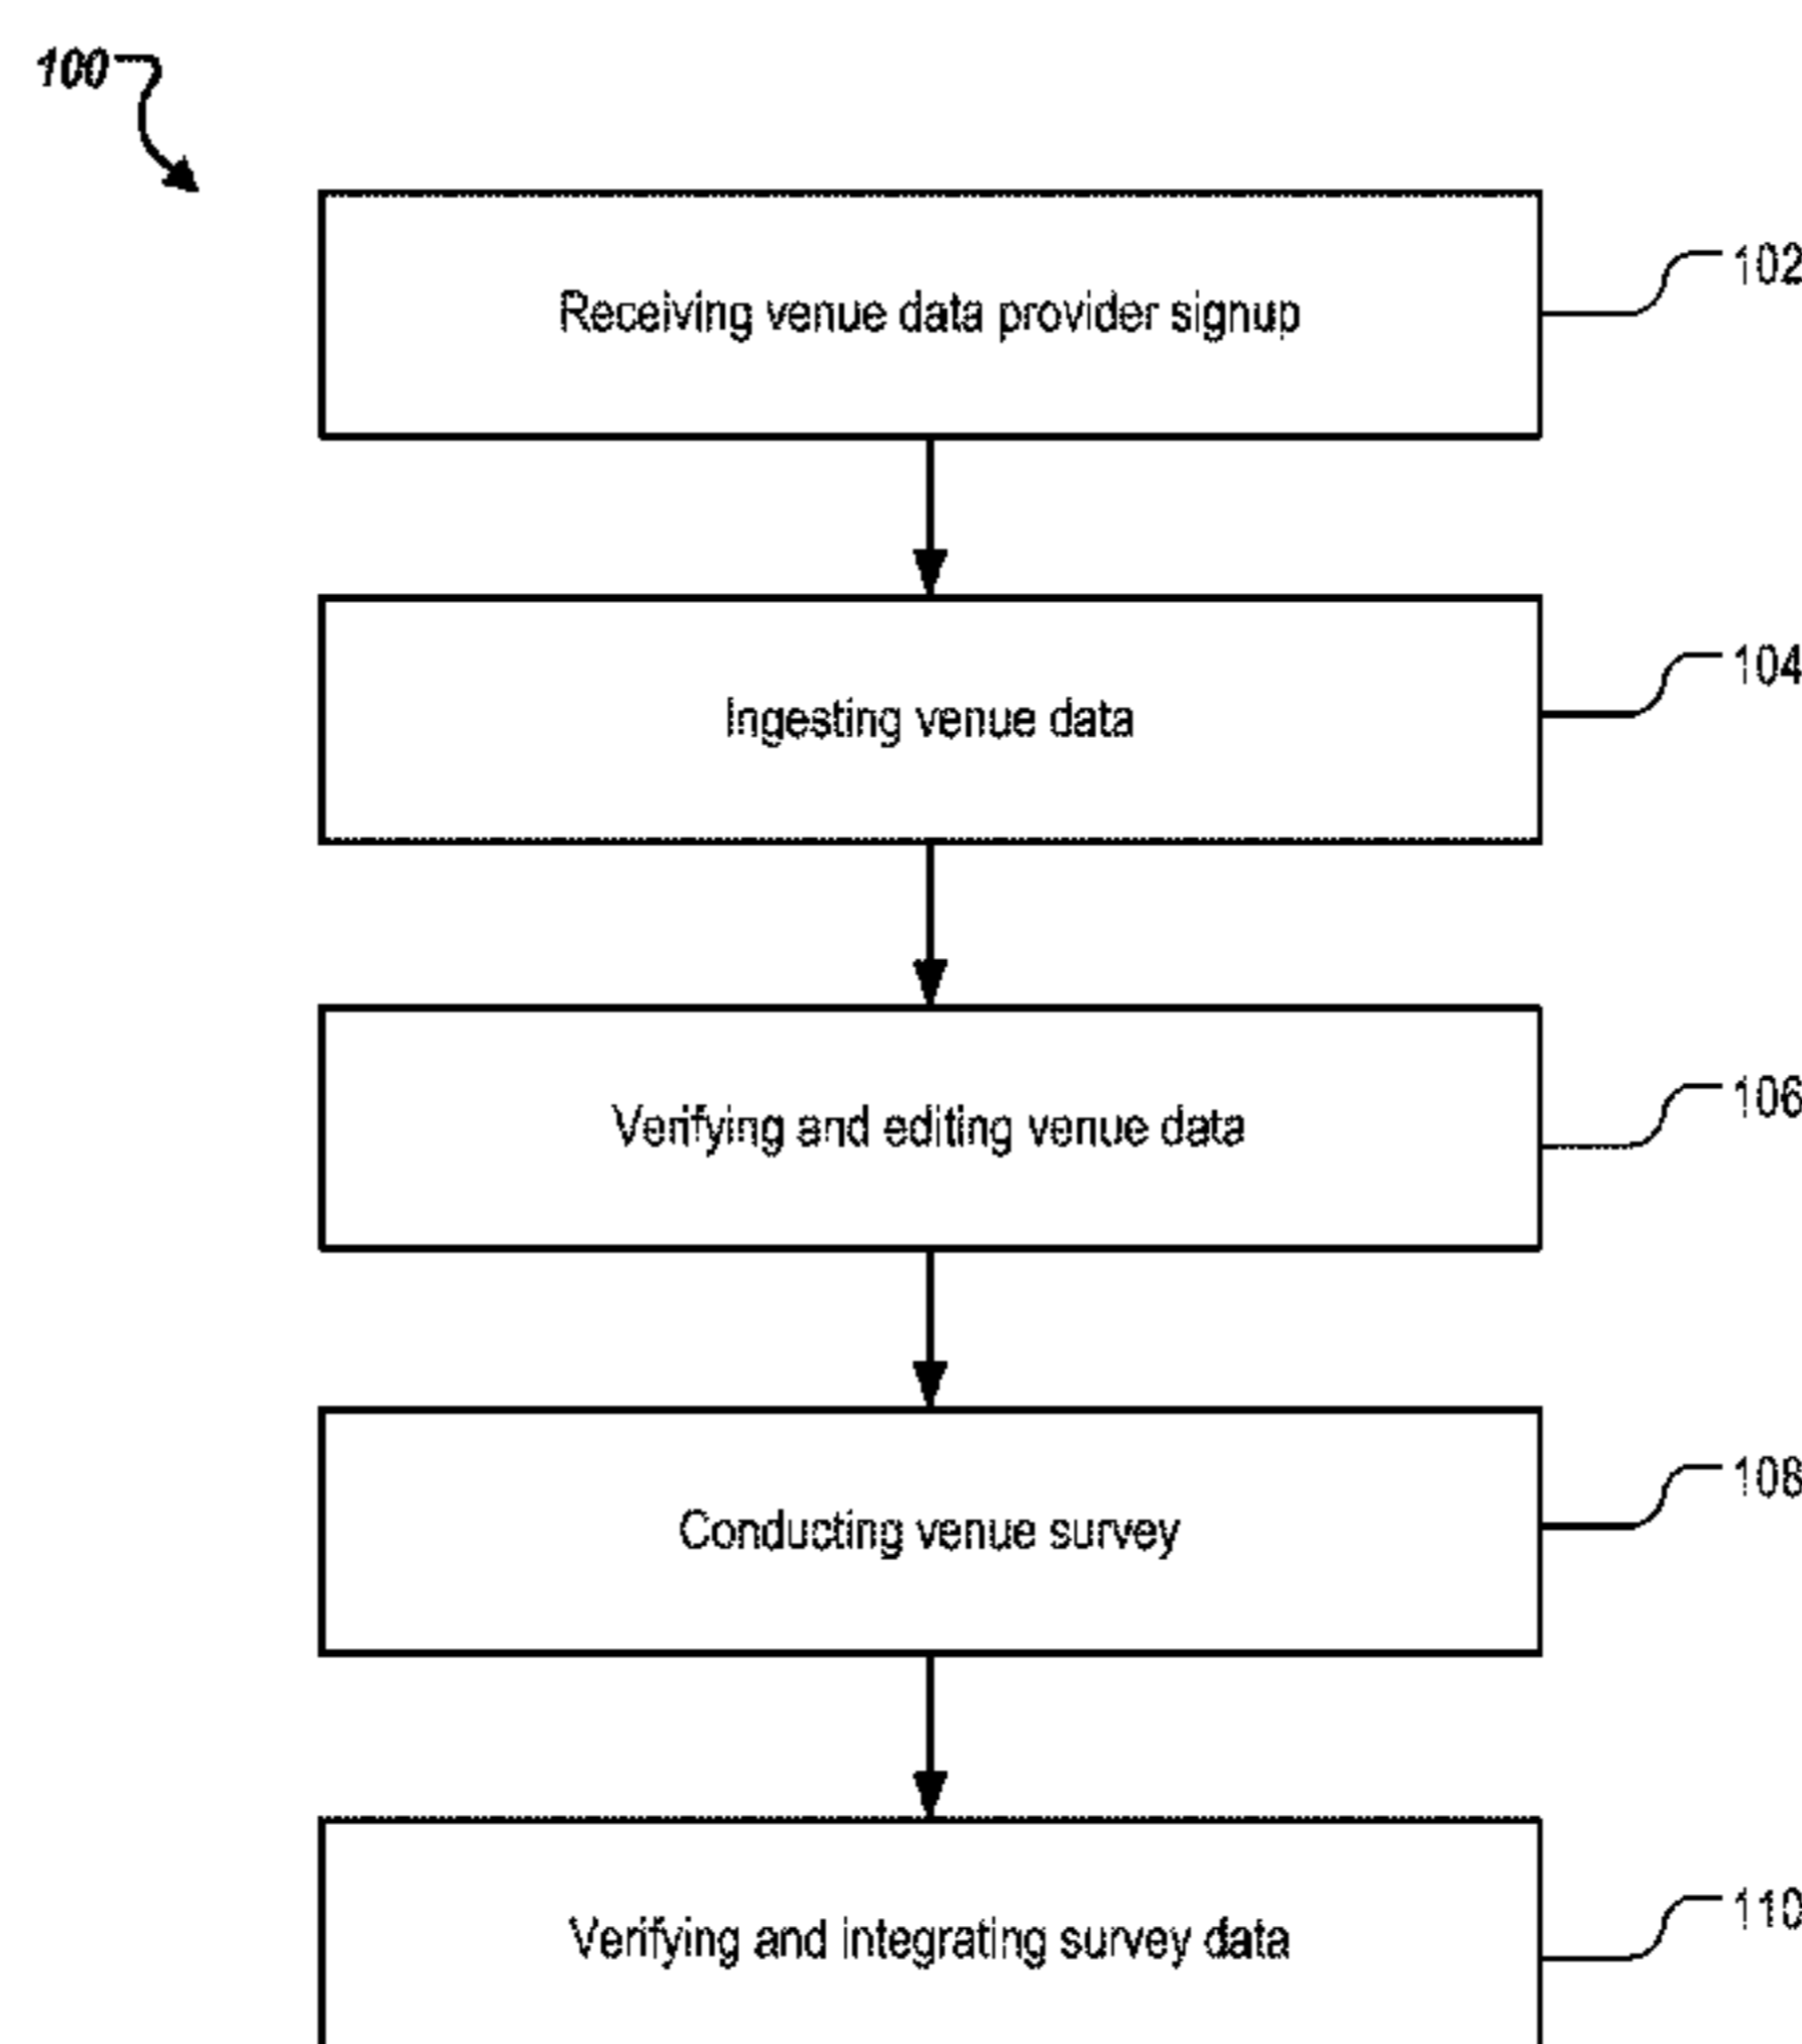 100
Receiving venue data provider signup
102
Ingesting venue data
104
Verifying and editing venue data
106
Conducting venue survey
108
Verifying and integrating survey data
110